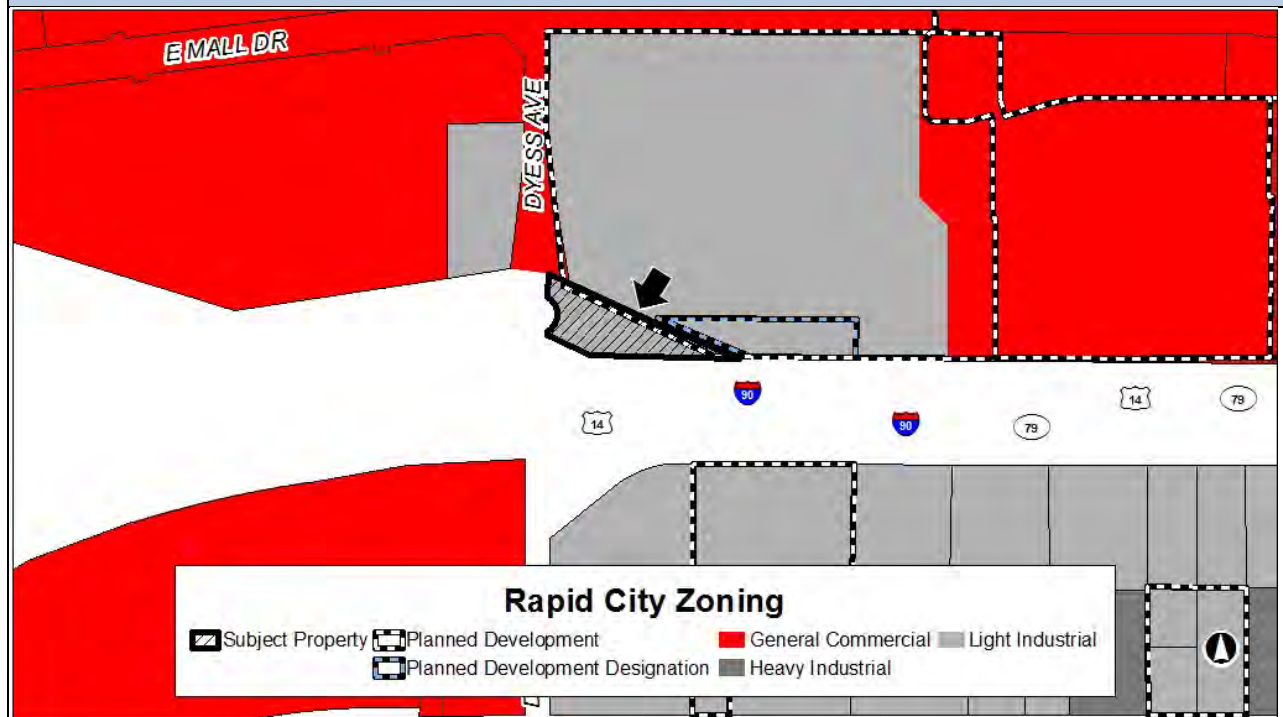 E MALL DR
DYESS AVE
90
14
90
79
14
79
Rapid City Zoning
Subject Property
Planned Development
General Commercial
Light Industrial
Planned Development Designation
Heavy Industrial